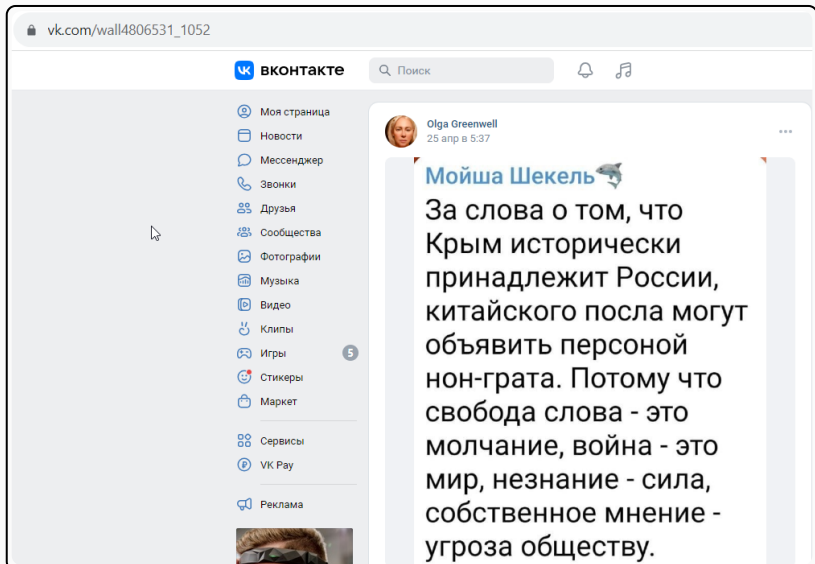 vk.com/wall4806531_1052
вконтакте
Поиск
Моя страница
Новости
Мессенджер
Звонки
Друзья
Сообщества
Фотографии
Музыка
Видео
Клипы
Игры 5
Стикеры
Маркет
Сервисы
VK Pay
Реклама
Olga Greenwell
25 апр в 5:37
Мойша Шекель🐬
За слова о том, что
Крым исторически
принадлежит России,
китайского посла могут
объявить персоной
нон-грата. Потому что
свобода слова - это
молчание, война - это
мир, незнание - сила,
собственное мнение -
угроза обществу.